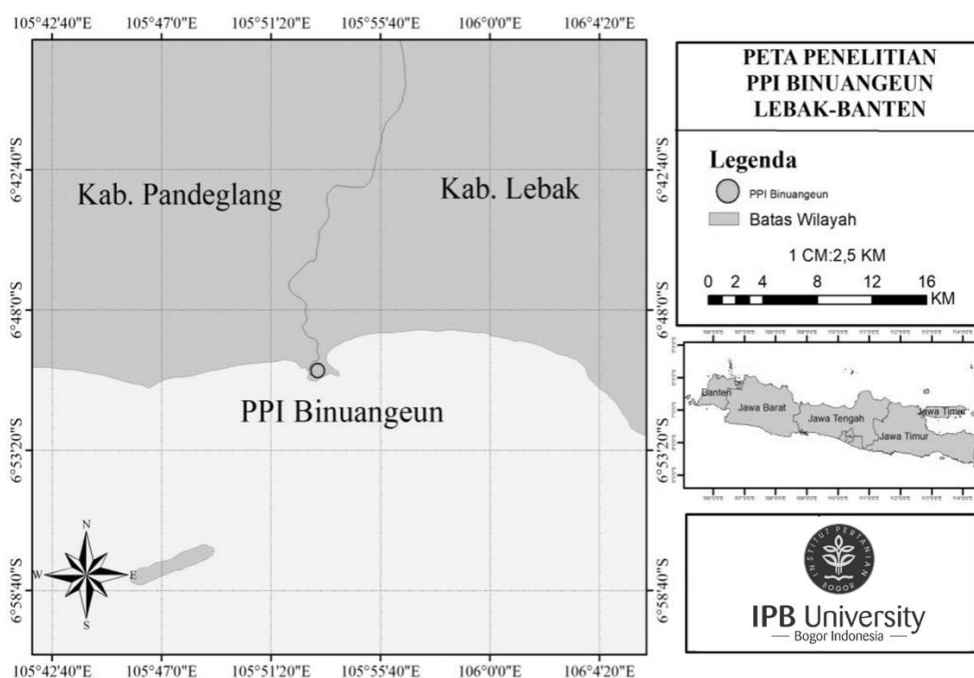 105°42'40"E 105°47'0"E 105°51'20"E 105°55'40"E 106°0'0"E 106°4'20"E
6°42'40"S 6°42'40"S
Kab. Pandeglang
Kab. Lebak
6°48'0"S 6°48'0"S
PPI Binuangeun
6°53'20"S 6°53'20"S
N
W E
S
6°58'40"S 6°58'40"S
105°42'40"E 105°47'0"E 105°51'20"E 105°55'40"E 106°0'0"E 106°4'20"E
PETA PENELITIAN
PPI BINUANGEUN
LEBAK-BANTEN
Legenda
PPI Binuangeun
Batas Wilayah
1 CM:2,5 KM
0 2 4 8 12 16
KM
Banten
Jawa Barat
Jawa Tengah
Jawa Timur
Jawa Timur
INSTITUT PERTANIAN
BOGOR
IPB University
Bogor Indonesia